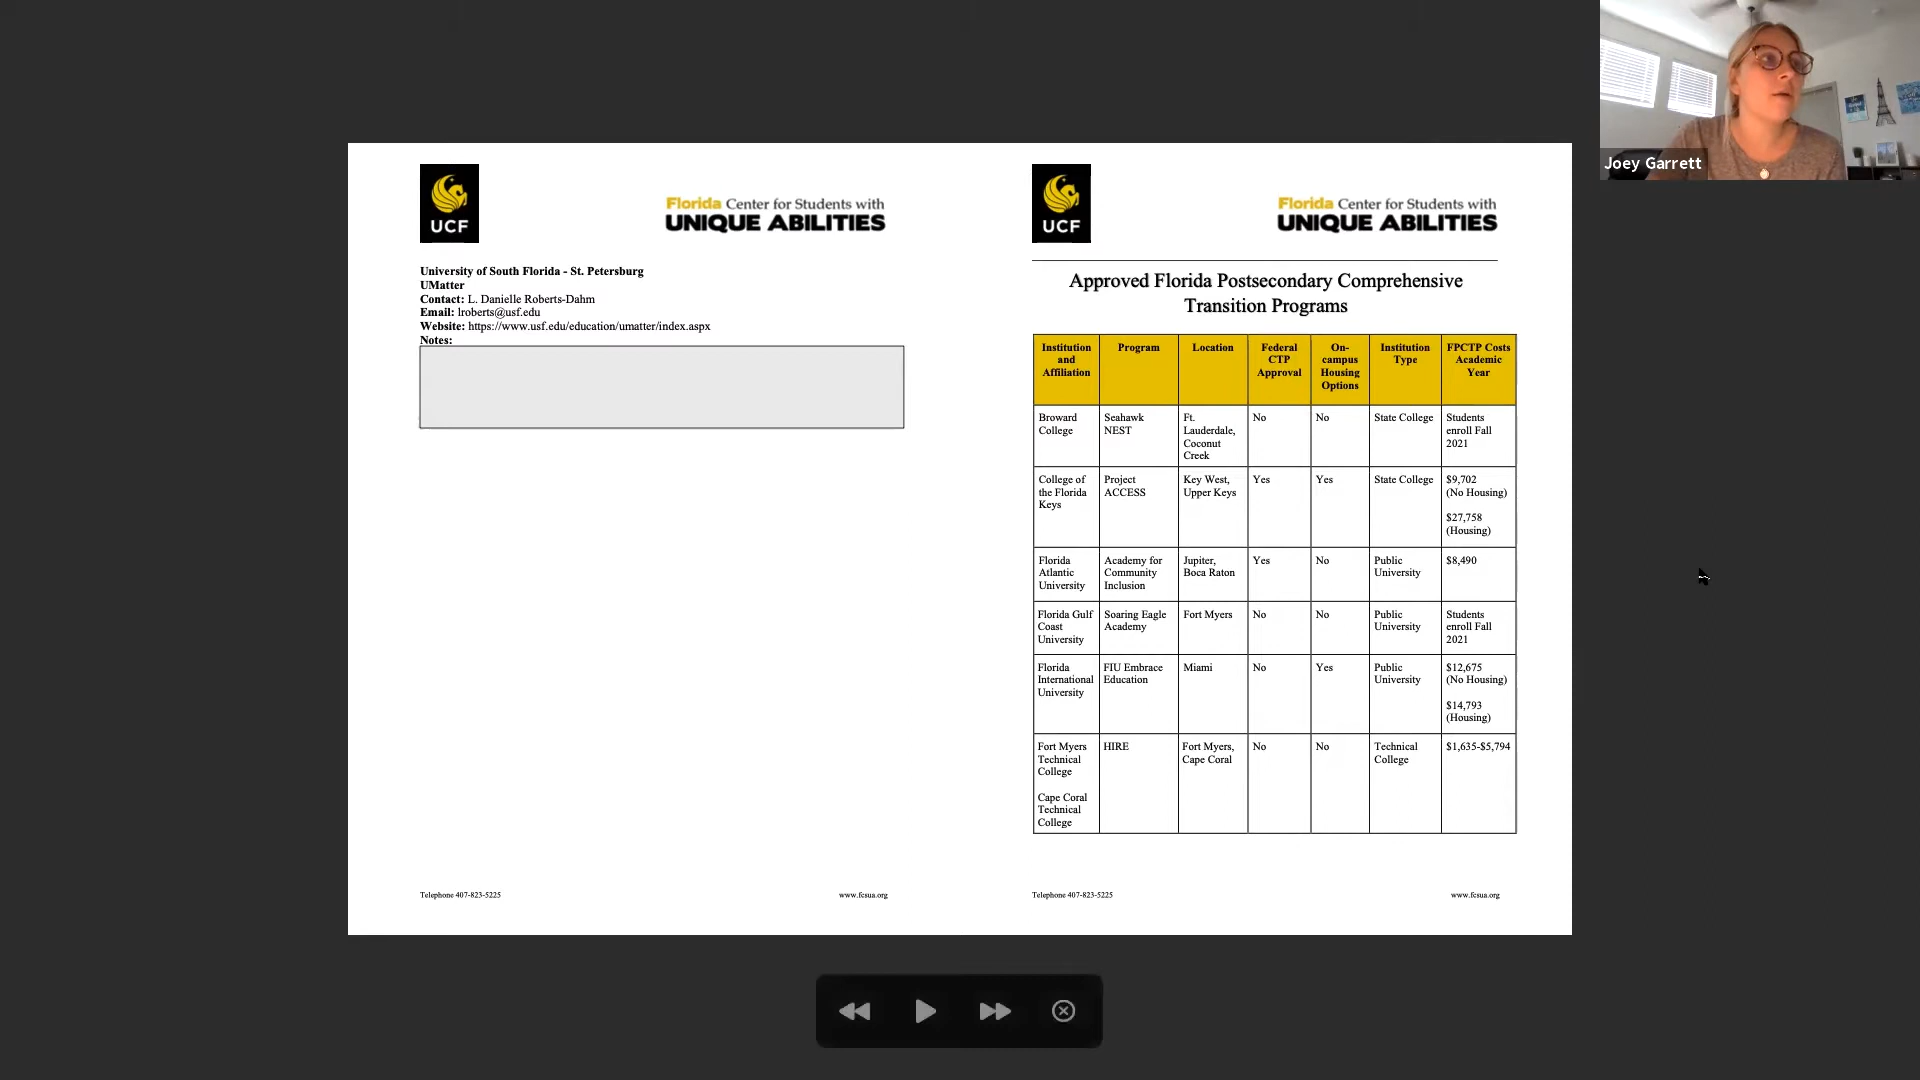 Joey Garrett
UCF
Florida Center for Students with
UNIQUE ABILITIES
University of South Florida - St. Petersburg
UMatter
Contact: L. Danielle Roberts-Dahm
Email: lroberts@usf.edu
Website: https://www.usf.edu/education/umatter/index.aspx
Notes:
Telephone 407-823-5225
www.fcsua.org
UCF
Florida Center for Students with
UNIQUE ABILITIES
Approved Florida Postsecondary Comprehensive
Transition Programs
Institution
and
Affiliation
Program
Location
Federal
CTP
Approval
On-
campus
Housing
Options
Institution
Type
FPCTP Costs
Academic
Year
Broward
College
Seahawk
NEST
Ft.
Lauderdale,
Coconut
Creek
No
No
State College
Students
enroll Fall
2021
College of
the Florida
Keys
Project
ACCESS
Key West,
Upper Keys
Yes
Yes
State College
$9,702
(No Housing)
$27,758
(Housing)
Florida
Atlantic
University
Academy for
Community
Inclusion
Jupiter,
Boca Raton
Yes
No
Public
University
$8,490
Florida Gulf
Coast
University
Soaring Eagle
Academy
Fort Myers
No
No
Public
University
Students
enroll Fall
2021
Florida
International
University
FIU Embrace
Education
Miami
No
Yes
Public
University
$12,675
(No Housing)
$14,793
(Housing)
Fort Myers
Technical
College
Cape Coral
Technical
College
HIRE
Fort Myers,
Cape Coral
No
No
Technical
College
$1,635-$5,794
Telephone 407-823-5225
www.fcsua.org